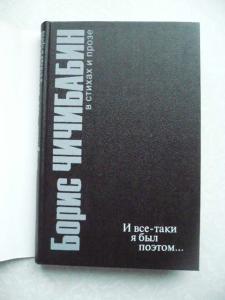 Борис ЧИЧИБАБИН
в стихах и прозе
И все-таки
я был
поэтом...